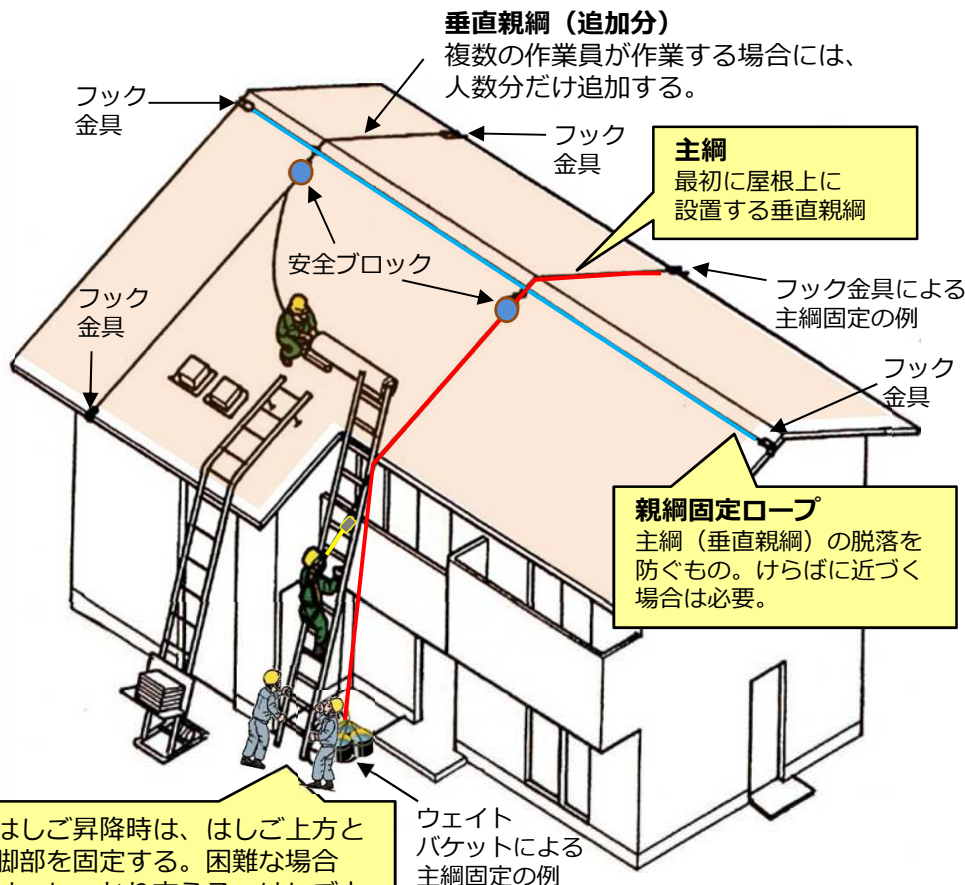 垂直親綱（追加分）
複数の作業員が作業する場合には、
人数分だけ追加する。
フック
金具
フック
金具
主綱
最初に屋根上に
設置する垂直親綱
安全ブロック
フック
金具
フック金具による
主綱固定の例
フック
金具
親綱固定ロープ
主綱（垂直親綱）の脱落を
防ぐもの。けらばに近づく
場合は必要。
はしご昇降時は、はしご上方と
脚部を固定する。困難な場合
ウェイト
バケットによる
主綱固定の例